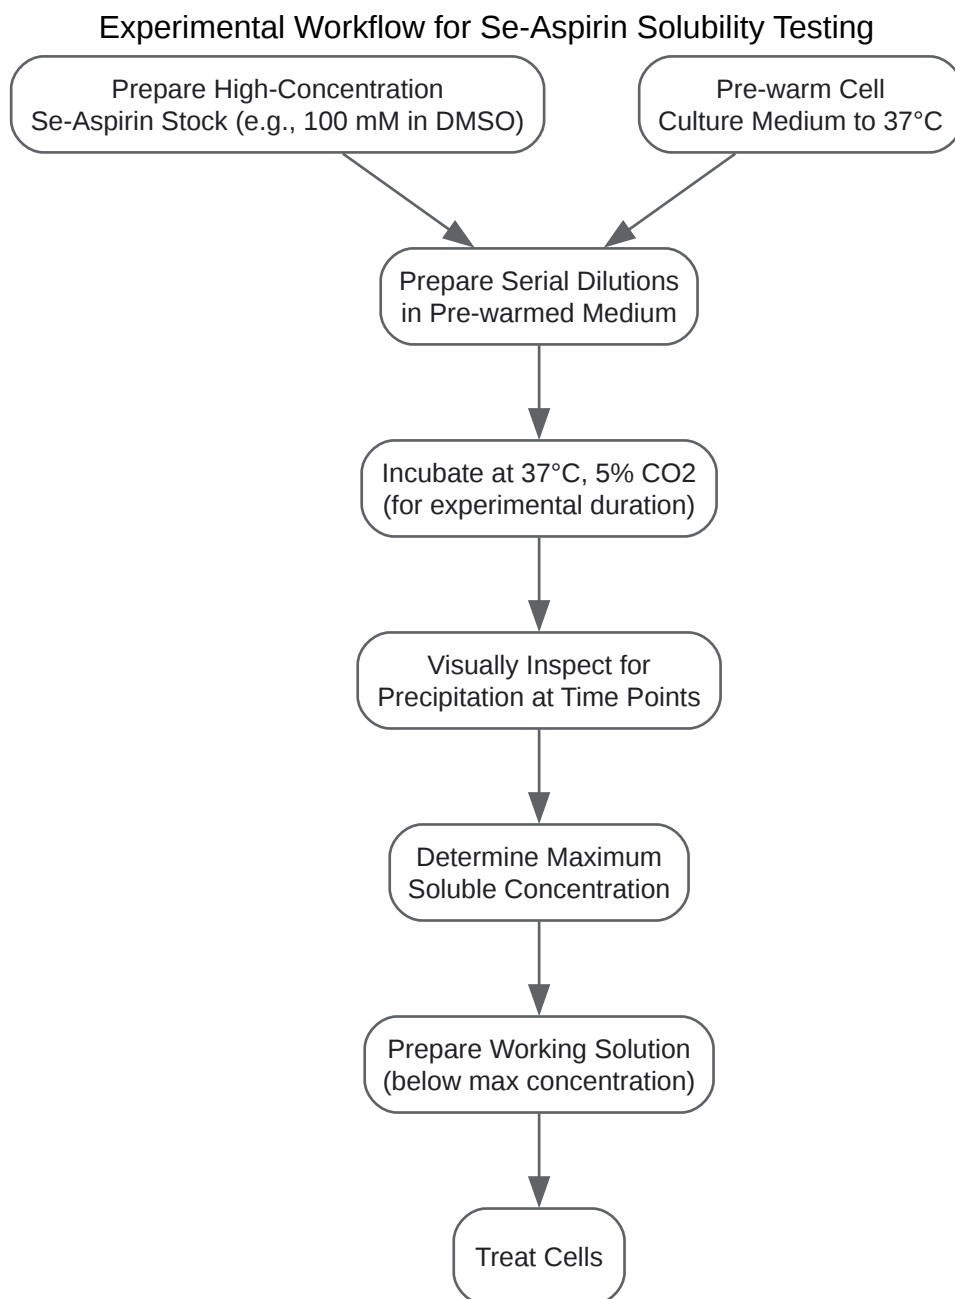 Experimental Workflow for Se-Aspirin Solubility Testing
Prepare High-Concentration
Se-Aspirin Stock (e.g., 100 mM in DMSO)
Pre-warm Cell
Culture Medium to 37°C
Prepare Serial Dilutions
in Pre-warmed Medium
Incubate at 37°C, 5% CO2
(for experimental duration)
Visually Inspect for
Precipitation at Time Points
Determine Maximum
Soluble Concentration
Prepare Working Solution
(below max concentration)
Treat Cells